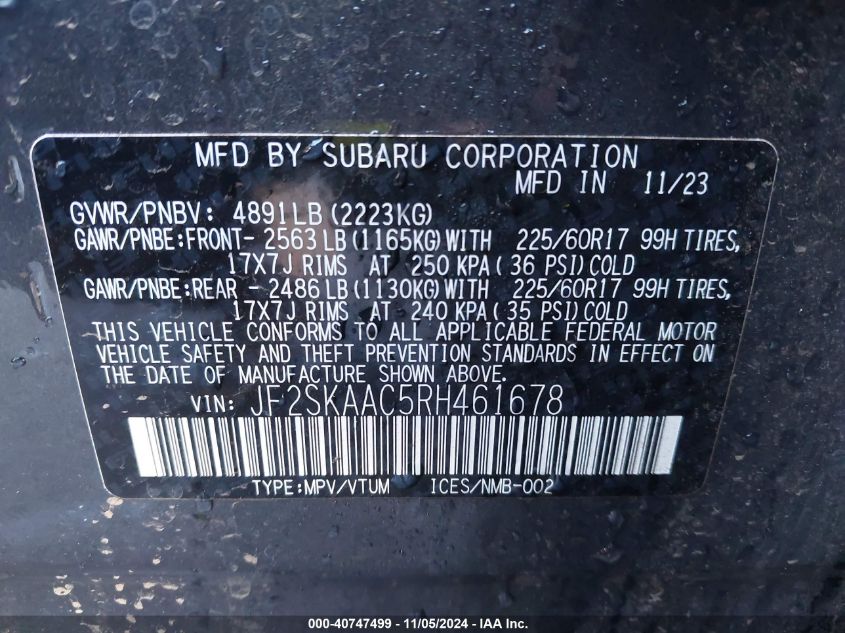 MFD BY SUBARU CORPORATION
MFD IN 11/23
GVWR/PNBV: 4891LB(2223KG)
GAWR/PNBE:FRONT- 2563LB(1165KG)WITH 225/60R17 99H TIRES,
17X7J RIMS AT 250 KPA( 36 PSI)COLD
GAWR/PNBE:REAR - 2486LB(1130KG)WITH 225/60R17 99H TIRES,
17X7J RIMS AT 240 KPA( 35 PSI)COLD
THIS VEHICLE CONFORMS TO ALL APPLICABLE FEDERAL MOTOR
VEHICLE SAFETY AND THEFT PREVENTION STANDARDS IN EFFECT ON
THE DATE OF MANUFACTURE SHOWN ABOVE.
VIN: JF2SKAAC5RH461678
TYPE:MPV/VTUM ICES/NMB-002
000-40747499 - 11/05/2024 - IAA Inc.